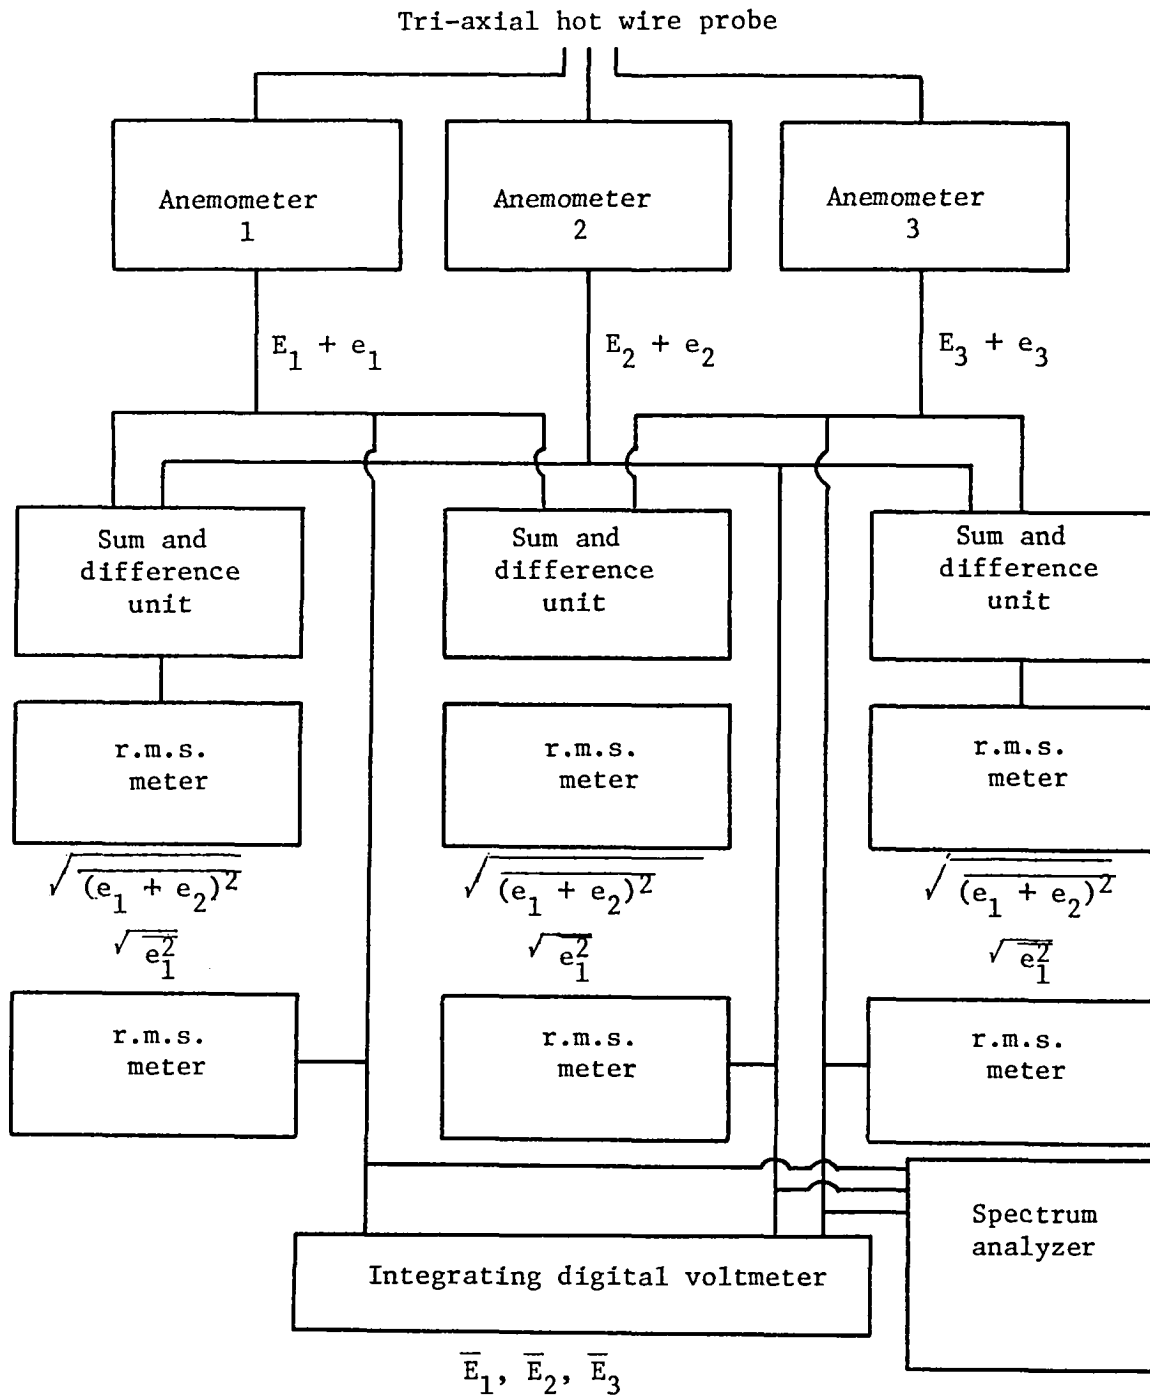 Tri-axial hot wire probe
Anemometer
1
Anemometer
2
Anemometer
3
E₁ + e₁
E₂ + e₂
E₃ + e₃
Sum and
difference
unit
Sum and
difference
unit
Sum and
difference
unit
r.m.s.
meter
r.m.s.
meter
r.m.s.
meter
√(e₁ + e₂)²
√(e₁ + e₂)²
√(e₁ + e₂)²
√e₁²
√e₁²
√e₁²
r.m.s.
meter
r.m.s.
meter
r.m.s.
meter
Spectrum
analyzer
Integrating digital voltmeter
E̅₁, E̅₂, E̅₃